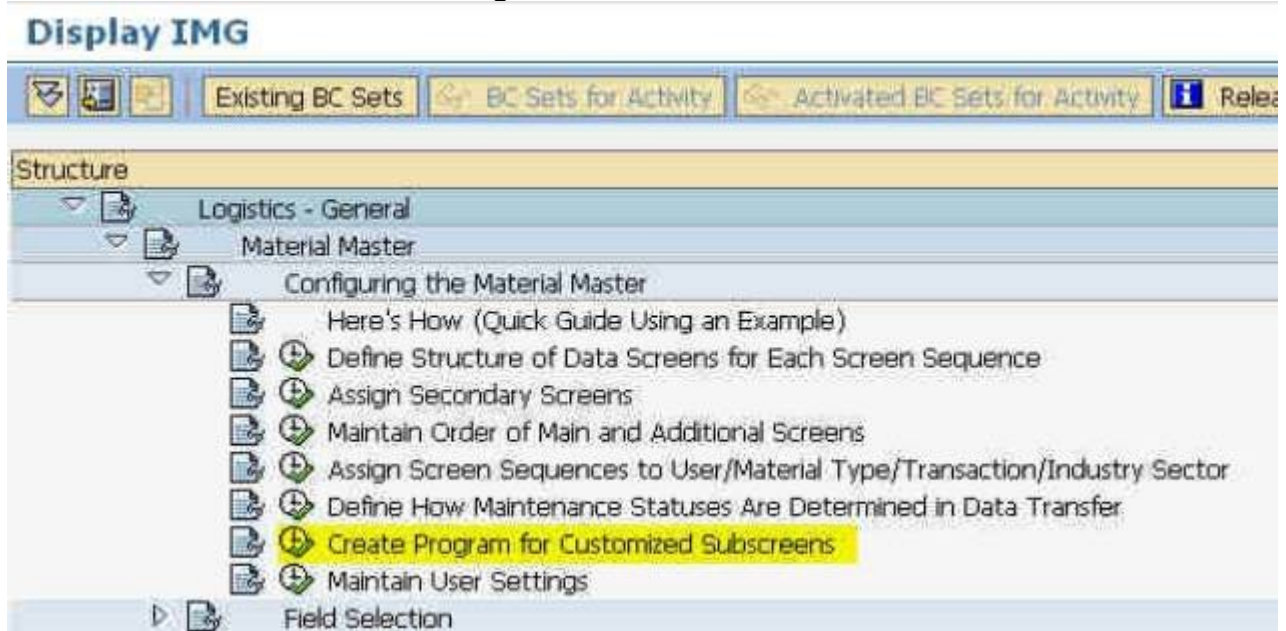 Display IMG
Existing BC Sets BC Sets for Activity Activated BC Sets for Activity Relea
Structure
Logistics - General
Material Master
Configuring the Material Master
Here's How (Quick Guide Using an Example)
Define Structure of Data Screens for Each Screen Sequence
Assign Secondary Screens
Maintain Order of Main and Additional Screens
Assign Screen Sequences to User/Material Type/Transaction/Industry Sector
Define How Maintenance Statuses Are Determined in Data Transfer
Create Program for Customized Subscreens
Maintain User Settings
Field Selection